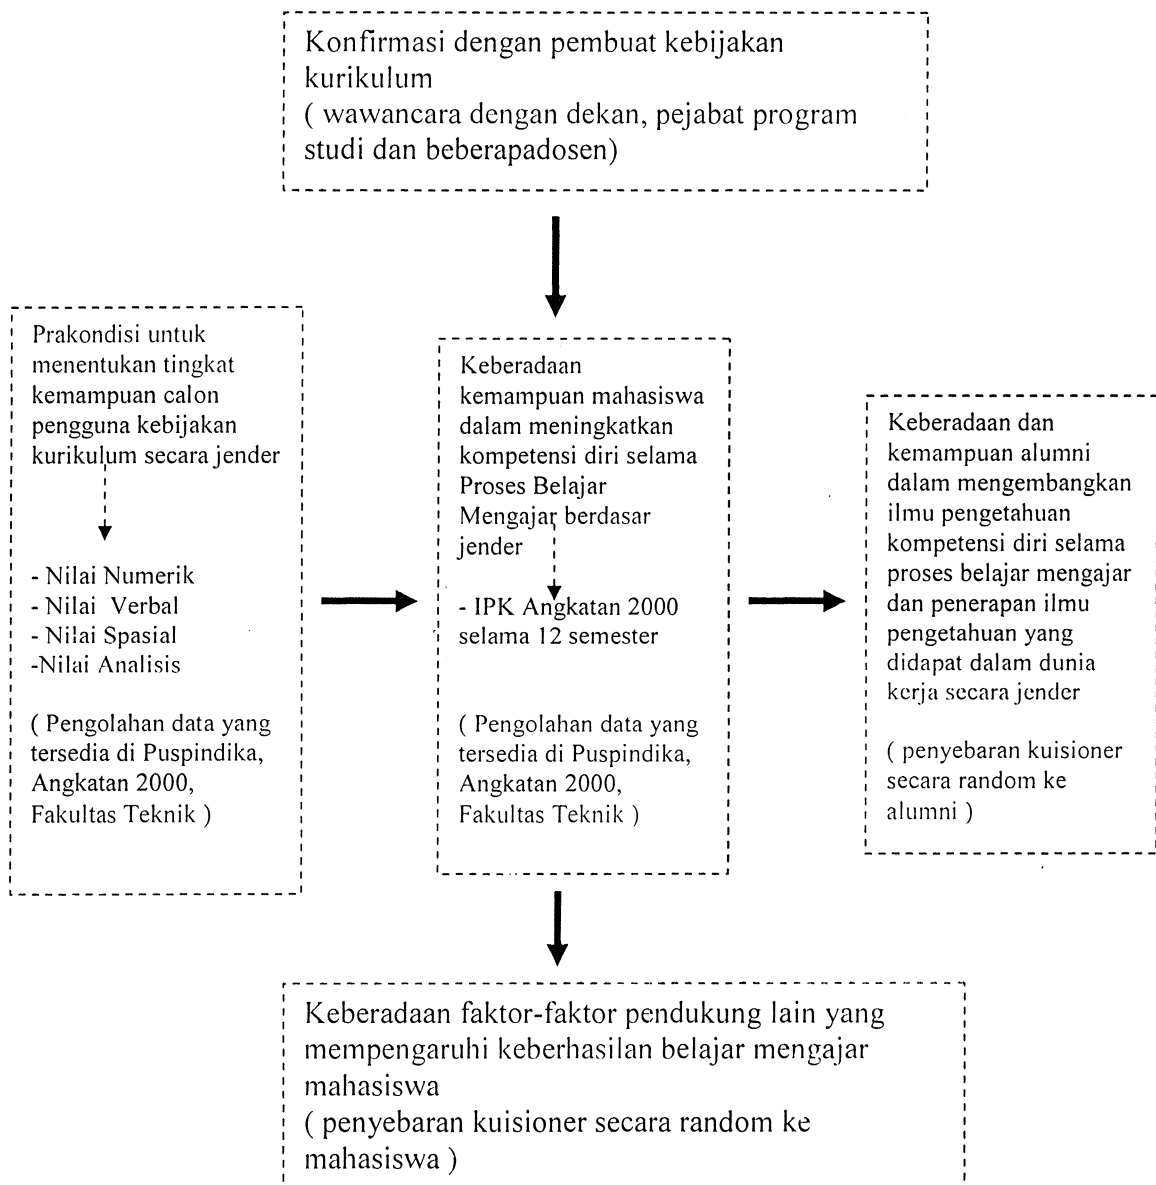 Konfirmasi dengan pembuat kebijakan
kurikulum
( wawancara dengan dekan, pejabat program
studi dan beberapadosen)
Prakondisi untuk
menentukan tingkat
kemampuan calon
pengguna kebijakan
kurikulum secara jender
- Nilai Numerik
- Nilai Verbal
- Nilai Spasial
-Nilai Analisis
( Pengolahan data yang
tersedia di Puspindika,
Angkatan 2000,
Fakultas Teknik )
Keberadaan
kemampuan mahasiswa
dalam meningkatkan
kompetensi diri selama
Proses Belajar
Mengajar berdasar
jender
- IPK Angkatan 2000
selama 12 semester
( Pengolahan data yang
tersedia di Puspindika,
Angkatan 2000,
Fakultas Teknik )
Keberadaan dan
kemampuan alumni
dalam mengembangkan
ilmu pengetahuan
kompetensi diri selama
proses belajar mengajar
dan penerapan ilmu
pengetahuan yang
didapat dalam dunia
kerja secara jender
( penyebaran kuisioner
secara random ke
alumni )
Keberadaan faktor-faktor pendukung lain yang
mempengaruhi keberhasilan belajar mengajar
mahasiswa
( penyebaran kuisioner secara random ke
mahasiswa )